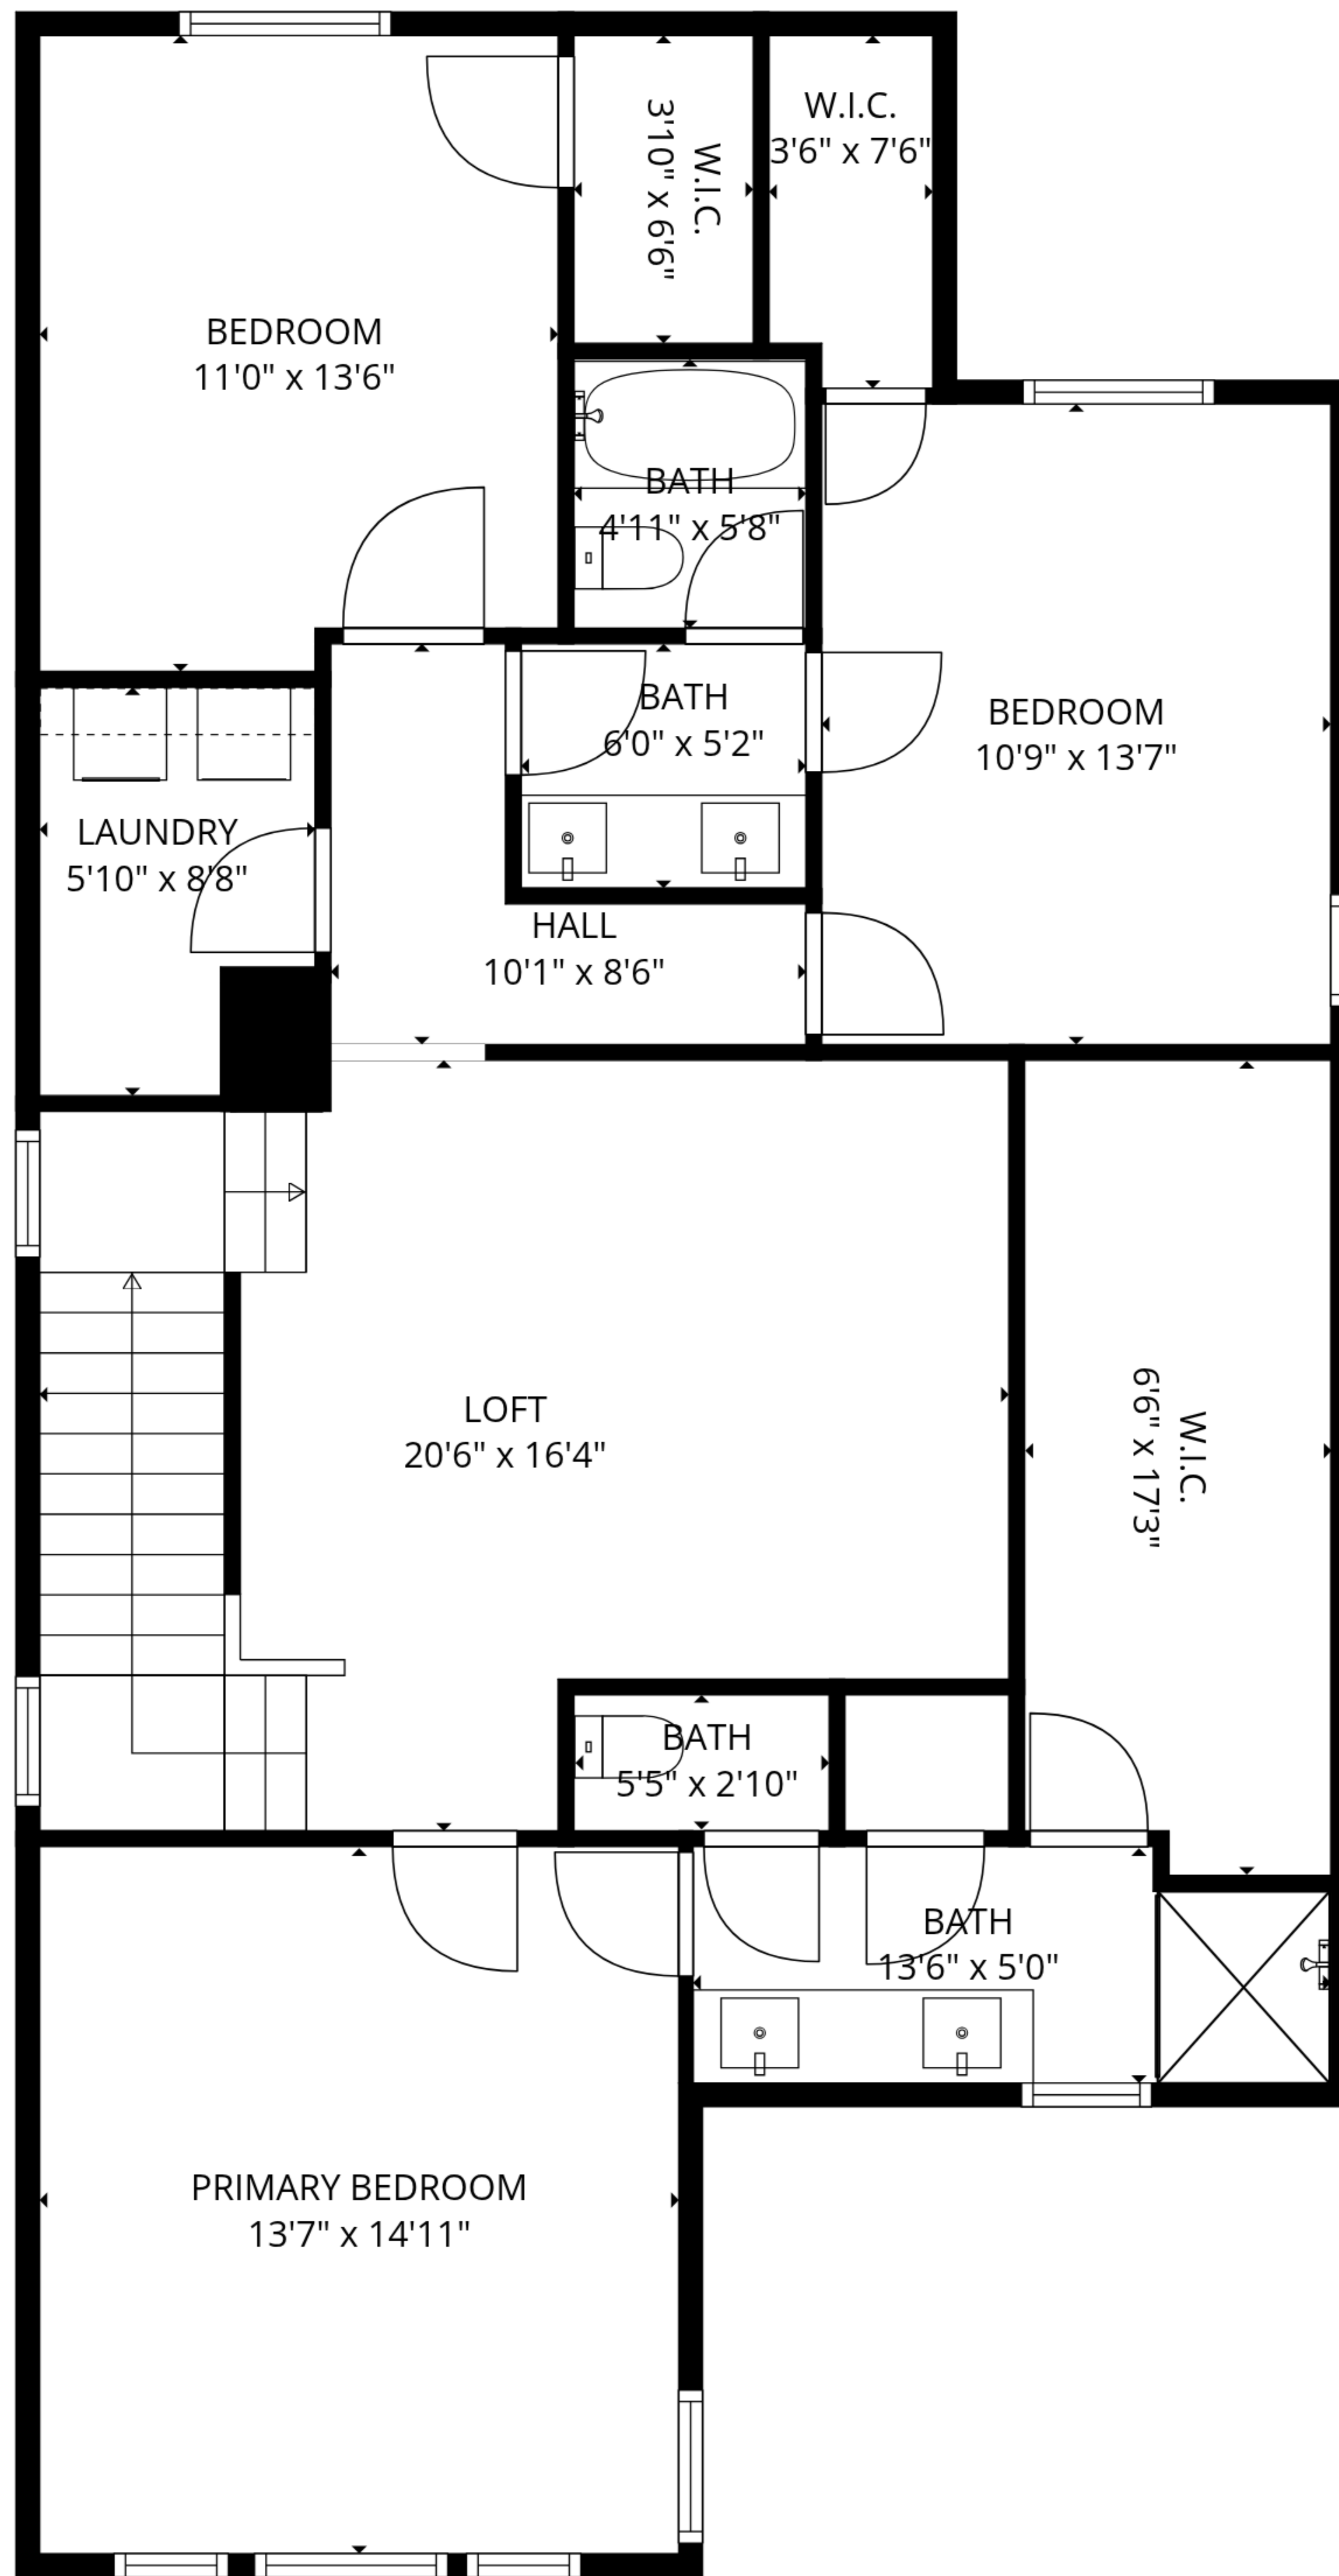 W.I.C.
3'6" x 7'6"
W.I.C.
3'10" x 6'6"
BEDROOM
11'0" x 13'6"
BATH
4'11" x 5'8"
BATH
6'0" x 5'2"
BEDROOM
10'9" x 13'7"
LAUNDRY
5'10" x 8'8"
HALL
10'1" x 8'6"
LOFT
20'6" x 16'4"
W.I.C.
6'6" x 17'3"
BATH
5'5" x 2'10"
BATH
13'6" x 5'0"
PRIMARY BEDROOM
13'7" x 14'11"